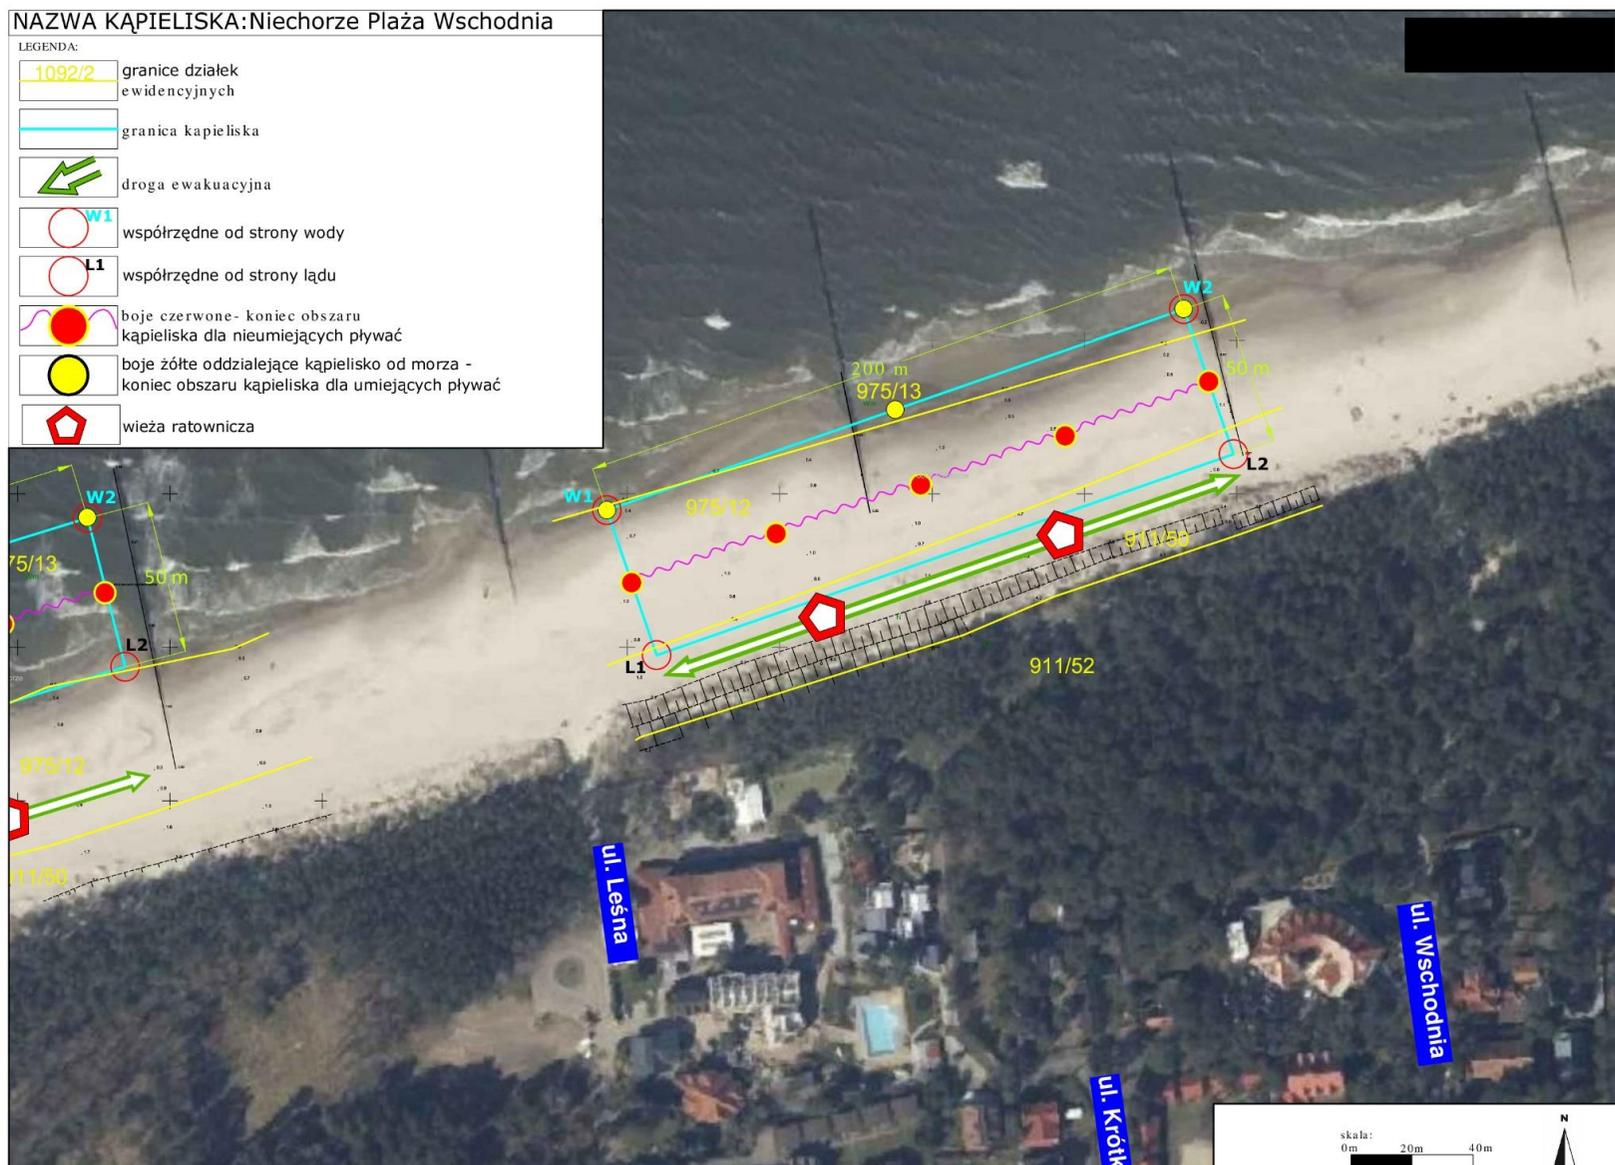 NAZWA KĄPIELISKA:Niechorze Plaża Wschodnia
LEGENDA:
1092/2
granice działek
ewidencyjnych
granica kapieliska
droga ewakuacyjna
W1
współrzędne od strony wody
L1
współrzędne od strony lądu
boje czerwone- koniec obszaru
kąpieliska dla nieumiejących pływać
boje żółte oddzialejące kąpielisko od morza -
koniec obszaru kąpieliska dla umiejących pływać
wieża ratownicza
W2
200 m
50 m
975/13
W1
975/12
L2
W2
75/13
50 m
911/50
L2
L1
911/52
975/12
11/50
ul. Leśna
ul. Wschodnia
ul. Krótk
N
skala:
0m 20m 40m